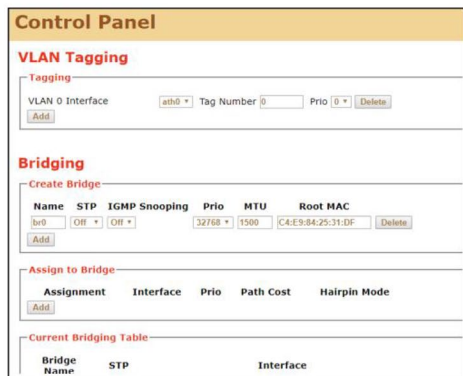 Control Panel
VLAN Tagging
Tagging
VLAN 0 Interface ath0 Tag Number 0 Prio 0 Delete
Add
Bridging
Create Bridge
Name STP IGMP Snooping Prio MTU Root MAC
br0 Off Off 32768 1500 C4:E9:84:25:31:DF Delete
Add
Assign to Bridge
Assignment Interface Prio Path Cost Hairpin Mode
Add
Current Bridging Table
Bridge Name STP Interface